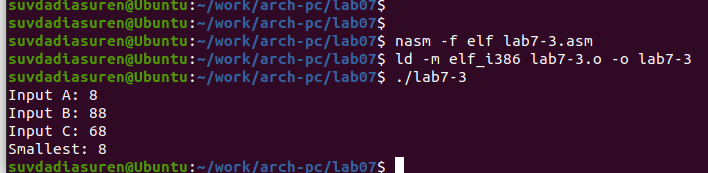 suvdadiasuren@Ubuntu:~/work/arch-pc/lab07$
suvdadiasuren@Ubuntu:~/work/arch-pc/lab07$
suvdadiasuren@Ubuntu:~/work/arch-pc/lab07$ nasm -f elf lab7-3.asm
suvdadiasuren@Ubuntu:~/work/arch-pc/lab07$ ld -m elf_i386 lab7-3.o -o lab7-3
suvdadiasuren@Ubuntu:~/work/arch-pc/lab07$ ./lab7-3
Input A: 8
Input B: 88
Input C: 68
Smallest: 8
suvdadiasuren@Ubuntu:~/work/arch-pc/lab07$